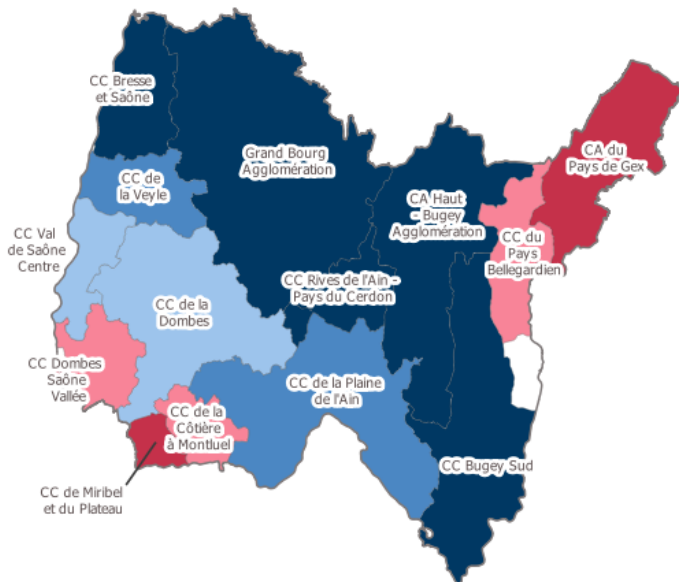 CC Bresse
et Saône
Grand Bourg
Agglomération
CA du
Pays de Gex
CC de
la Veyle
CA Haut
- Bugey
Agglomération
CC Val
de Saône
Centre
CC du
Pays
Bellegardien
CC Rives de l'Ain -
Pays du Cerdon
CC de la
Dombes
CC Dombes
Saône
Vallée
CC de la Plaine
de l'Ain
CC de la
Côtière
à Montluel
CC Bugey Sud
CC de Miribel
et du Plateau